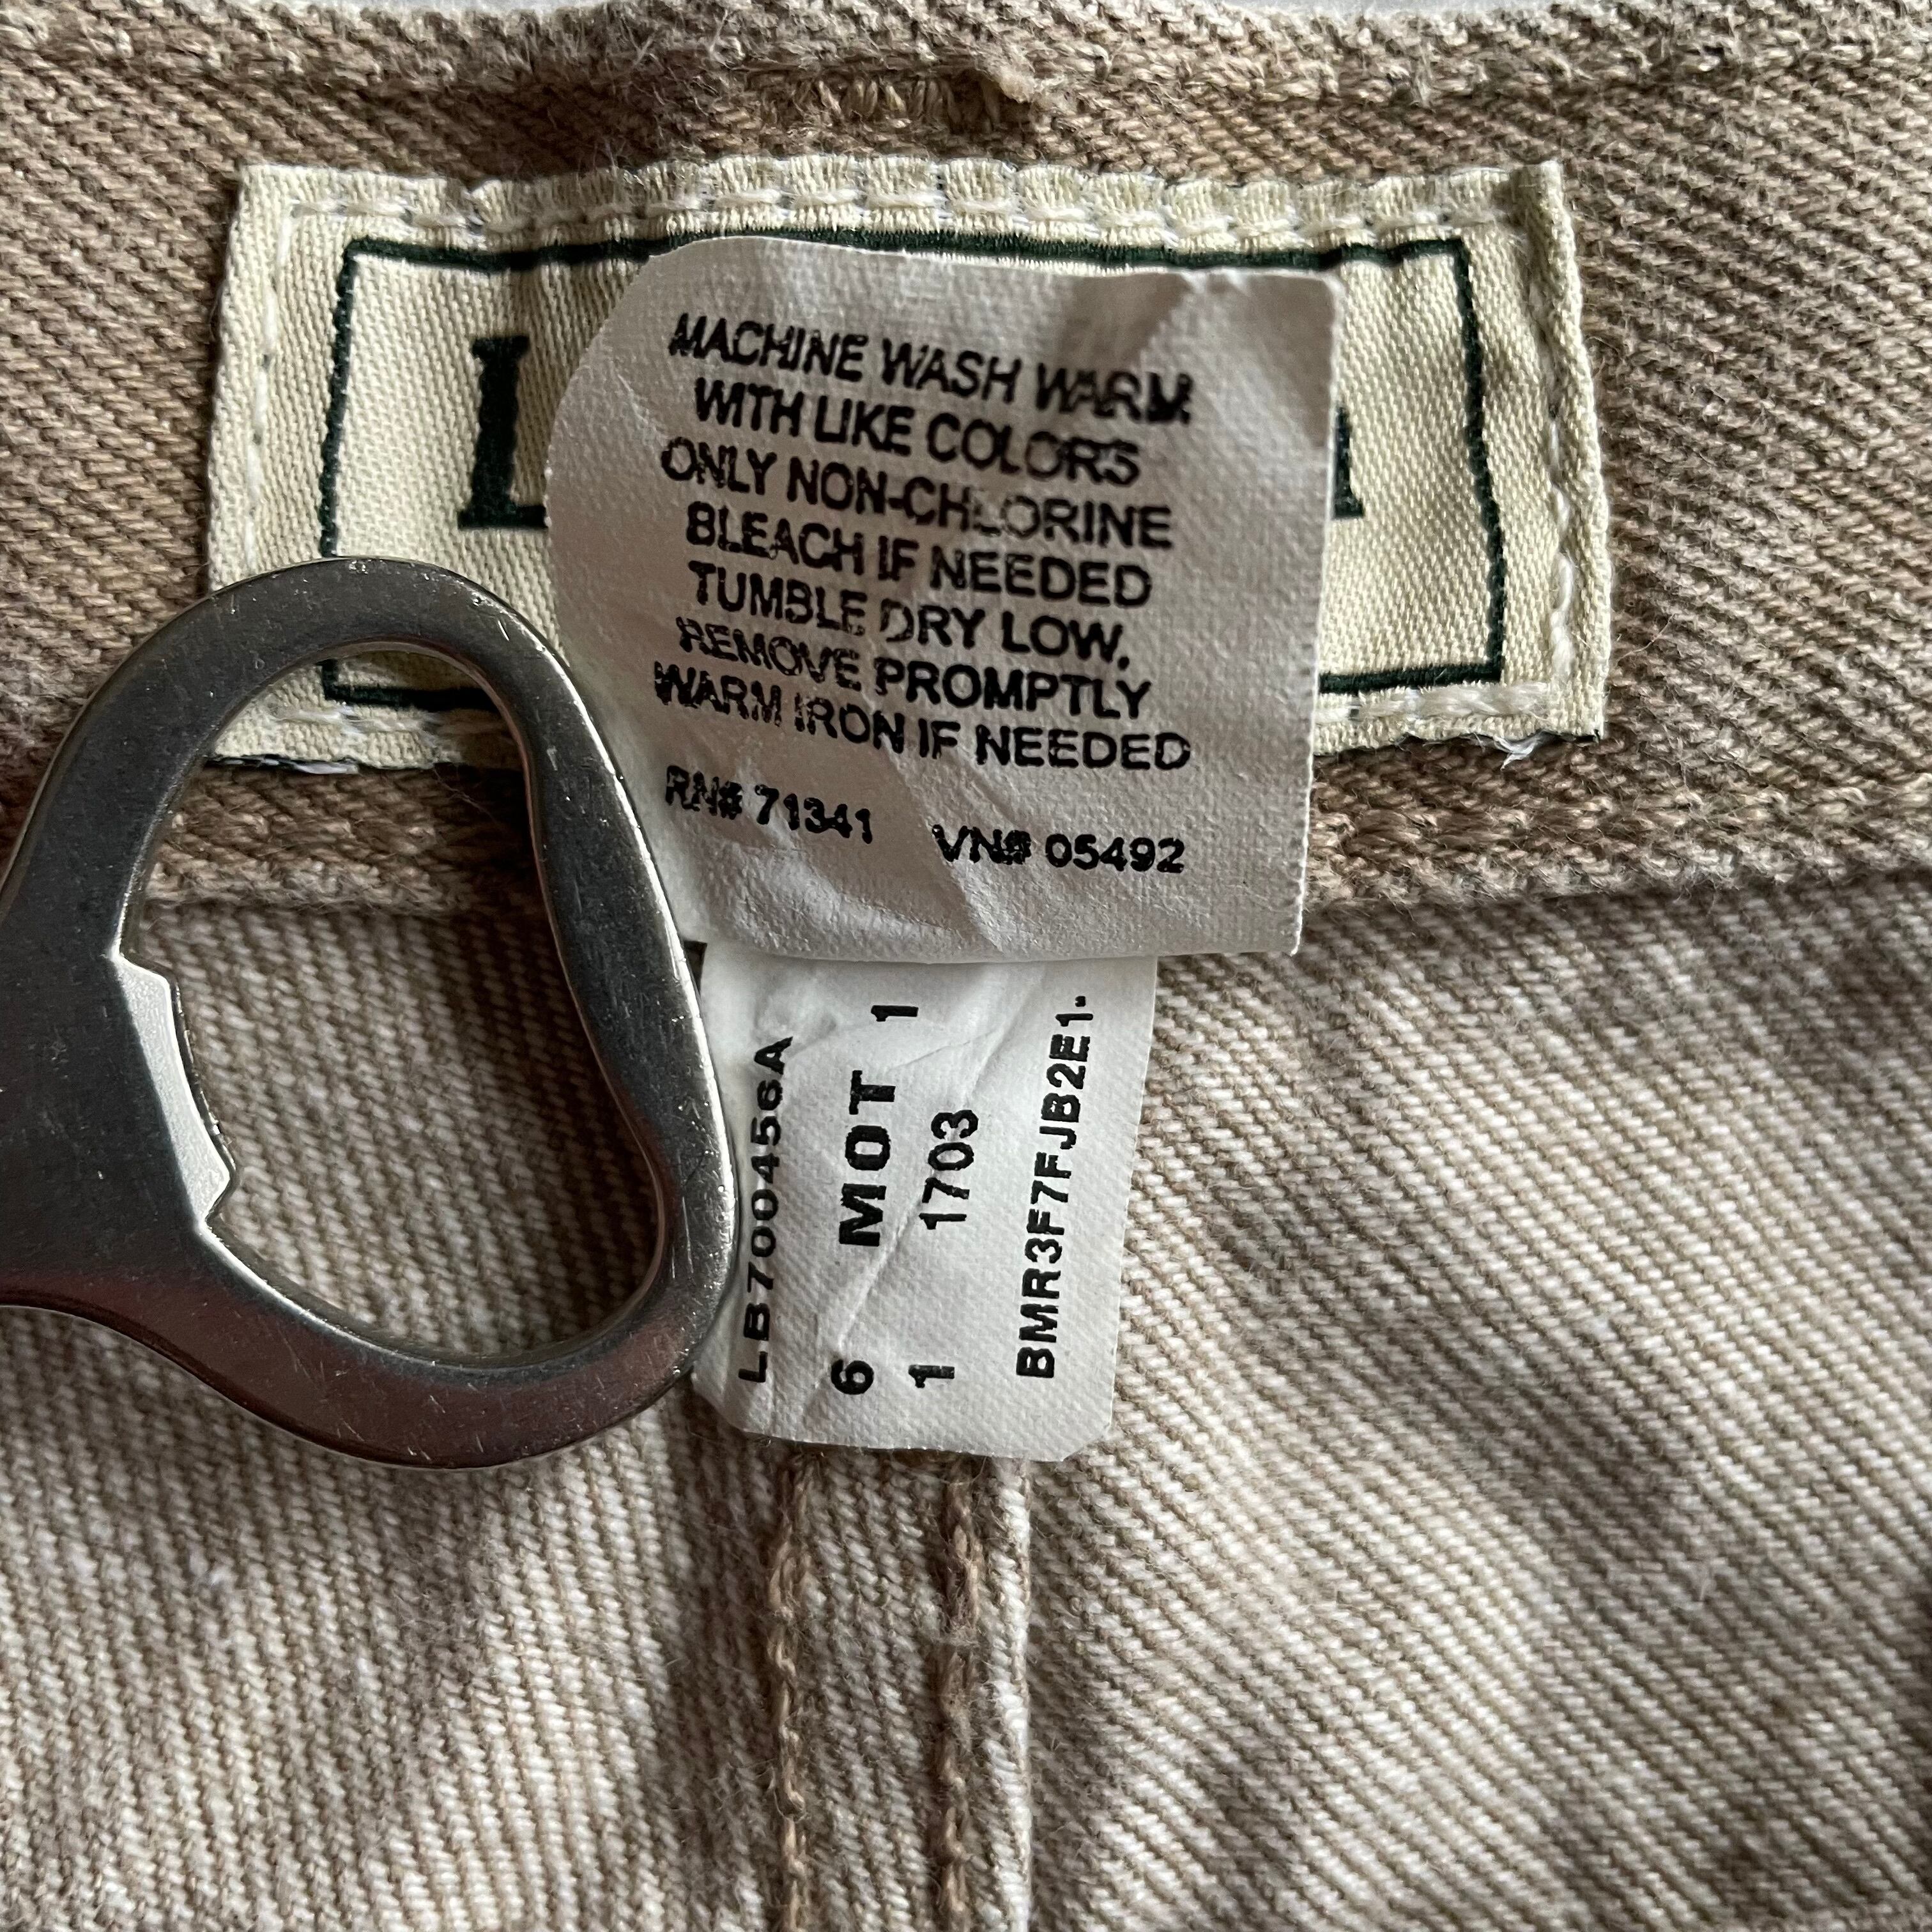 MACHINE WASH WARM
WITH LIKE COLORS
ONLY NON-CHLORINE
BLEACH IF NEEDED
TUMBLE DRY LOW,
REMOVE PROMPTLY
WARM IRON IF NEEDED
RN# 71341 VN# 05492
LB700456A
6 MOT 1
1 1703
BMR3F7FJB2E1-